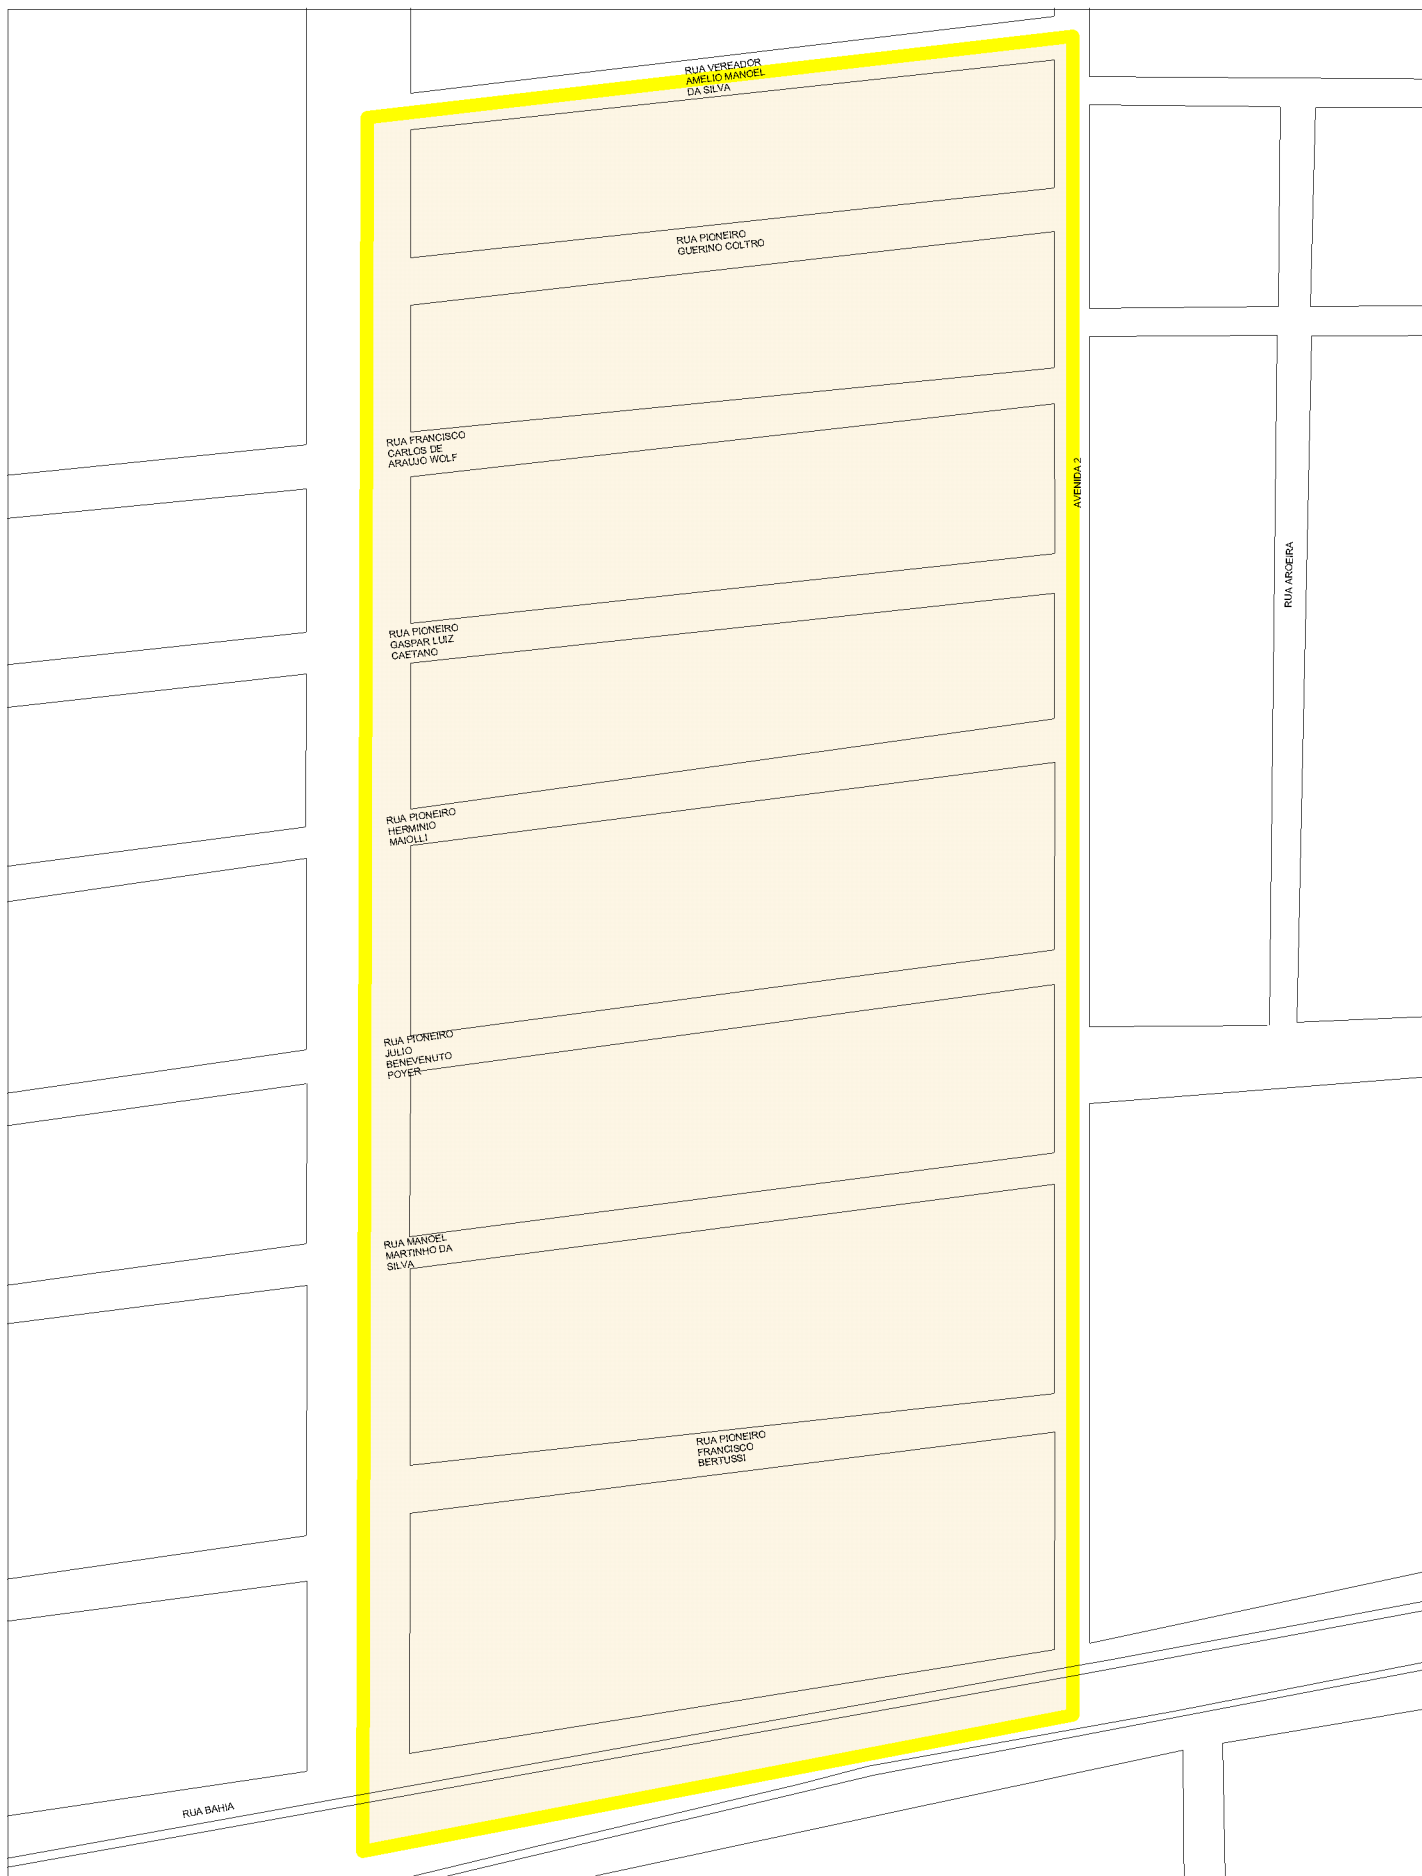 RUA VEREADOR
AMELIO MANOEL
DA SILVA
RUA PIONEIRO
GUERINO COLTRO
RUA FRANCISCO
CARLOS DE
ARAUJO WOLF
AVENIDA 2
RUA AROEIRA
RUA PIONEIRO
GASPAR LUIZ
CAETANO
RUA PIONEIRO
HERMINIO
MAIOLLI
RUA PIONEIRO
JULIO
BENEVENUTO
POYER
RUA MANOEL
MARTINHO DA
SILVA
RUA PIONEIRO
FRANCISCO
BERTUSSI
RUA BAHIA